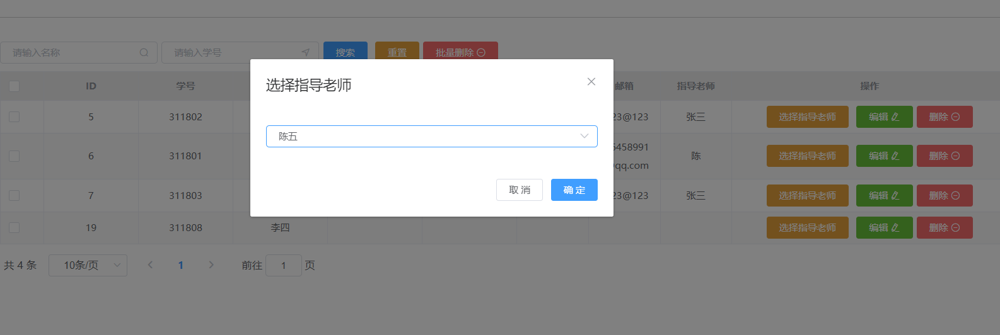 请输入名称 请输入学号 搜索 重置 批量删除
选择指导老师
ID 学号 邮箱 指导老师 操作
5 311802 23@123 张三 选择指导老师 编辑 删除
陈五
6 311801 6458991 陈 选择指导老师 编辑 删除
qq.com
取消 确定
7 311803 23@123 张三 选择指导老师 编辑 删除
19 311808 李四 选择指导老师 编辑 删除
共 4 条 10条/页 1 前往 1 页